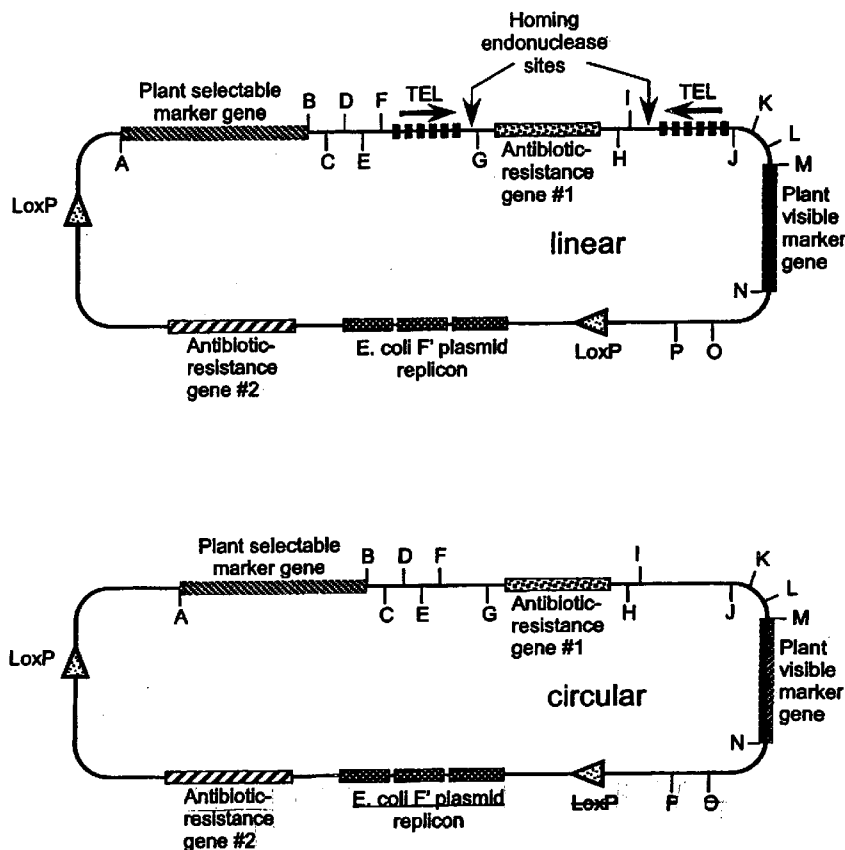 Homing
endonuclease
sites
Plant selectable
marker gene
B
D
F
TEL
I
TEL
K
L
M
A
C
E
G
Antibiotic-
resistance
gene #1
H
J
LoxP
linear
Plant
visible
marker
gene
N
Antibiotic-
resistance
gene #2
E. coli F' plasmid
replicon
LoxP
P
O
Plant selectable
marker gene
B
D
F
I
K
L
M
A
C
E
G
Antibiotic-
resistance
gene #1
H
J
LoxP
circular
Plant
visible
marker
gene
N
Antibiotic-
resistance
gene #2
E. coli F' plasmid
replicon
LoxP
P
O